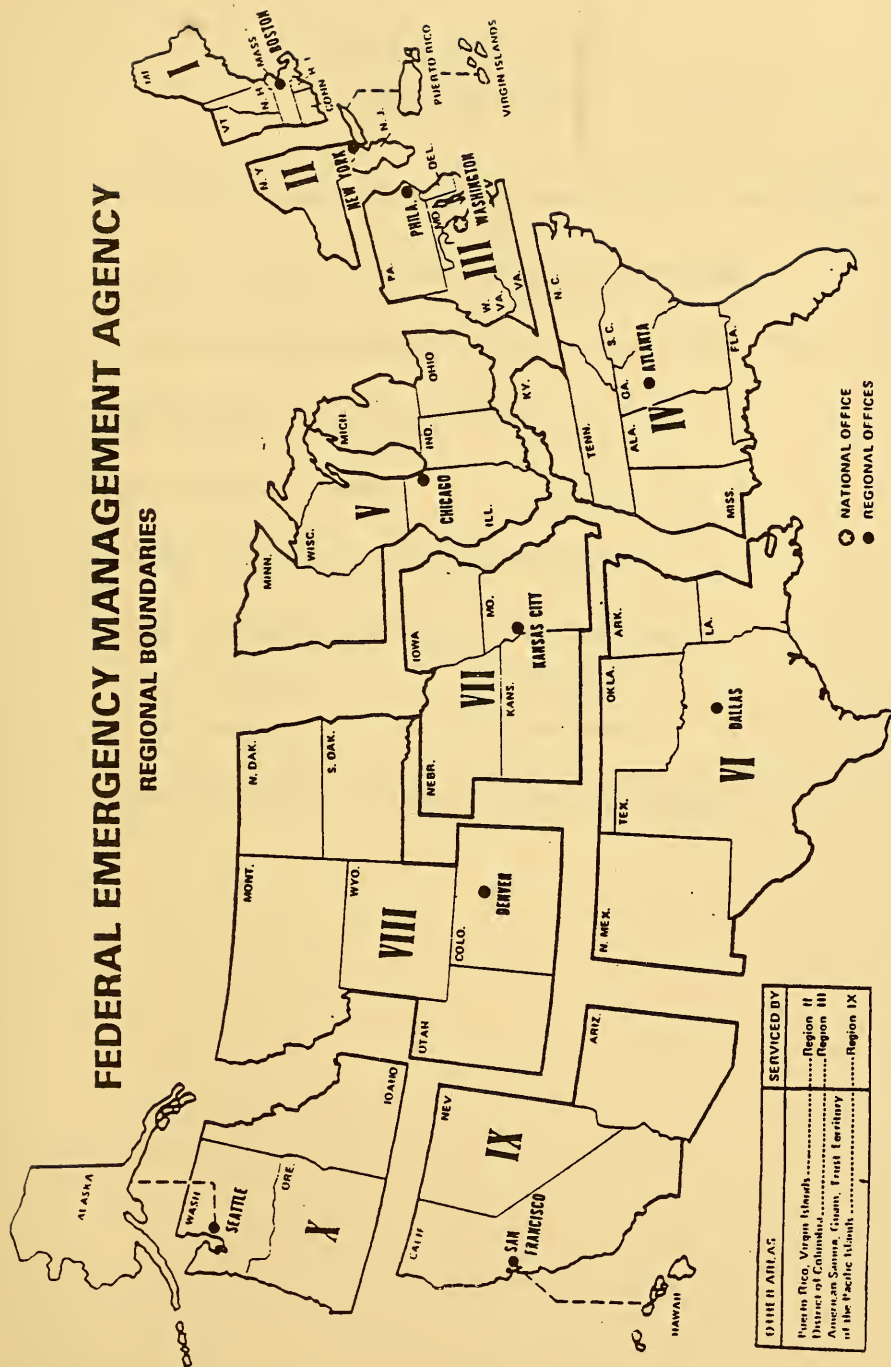 FEDERAL EMERGENCY MANAGEMENT AGENCY
REGIONAL BOUNDARIES
ALASKA
WASH
SEATTLE
ORE.
X
IDAHO
CALIF
NEV
IX
SAN
FRANCISCO
HAWAII
ARIZ.
MONT.
N. DAK.
S. DAK.
WYO.
VIII
UTAH
COLO.
DENVER
NEBR.
VII
IOWA
KANS.
MO.
KANSAS CITY
N. MEX.
TEX.
OKLA.
ARK.
LA.
VI
DALLAS
MINN.
WISC.
MICH
V
CHICAGO
ILL.
IND.
OHIO
KY.
TENN.
N. C.
S. C.
MISS.
ALA.
GA.
ATLANTA
IV
FLA.
PA.
PHILA.
MD.
DEL.
III
WASHINGTON
W.
VA.
VA.
N. Y
II
NEW YORK
N. J.
PUERTO RICO
VIRGIN ISLANDS
I
VT
N. H
MASS
BOSTON
R I
CONN
NATIONAL OFFICE
REGIONAL OFFICES
OTHER AREAS SERVICED BY
Puerto Rico, Virgin Islands Region II
District of Columbia Region III
American Samoa, Guam, Trust Territory
of the Pacific Islands Region IX